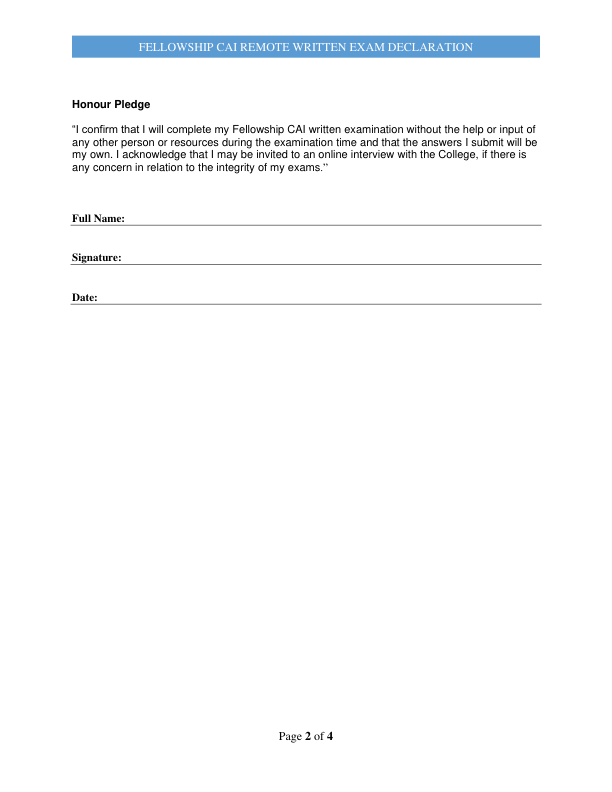 FELLOWSHIP CAI REMOTE WRITTEN EXAM DECLARATION
Honour Pledge
“I confirm that I will complete my Fellowship CAI written examination without the help or input of
any other person or resources during the examination time and that the answers I submit will be
my own. I acknowledge that I may be invited to an online interview with the College, if there is
any concern in relation to the integrity of my exams.’’
Full Name:
Signature:
Date:
Page 2 of 4